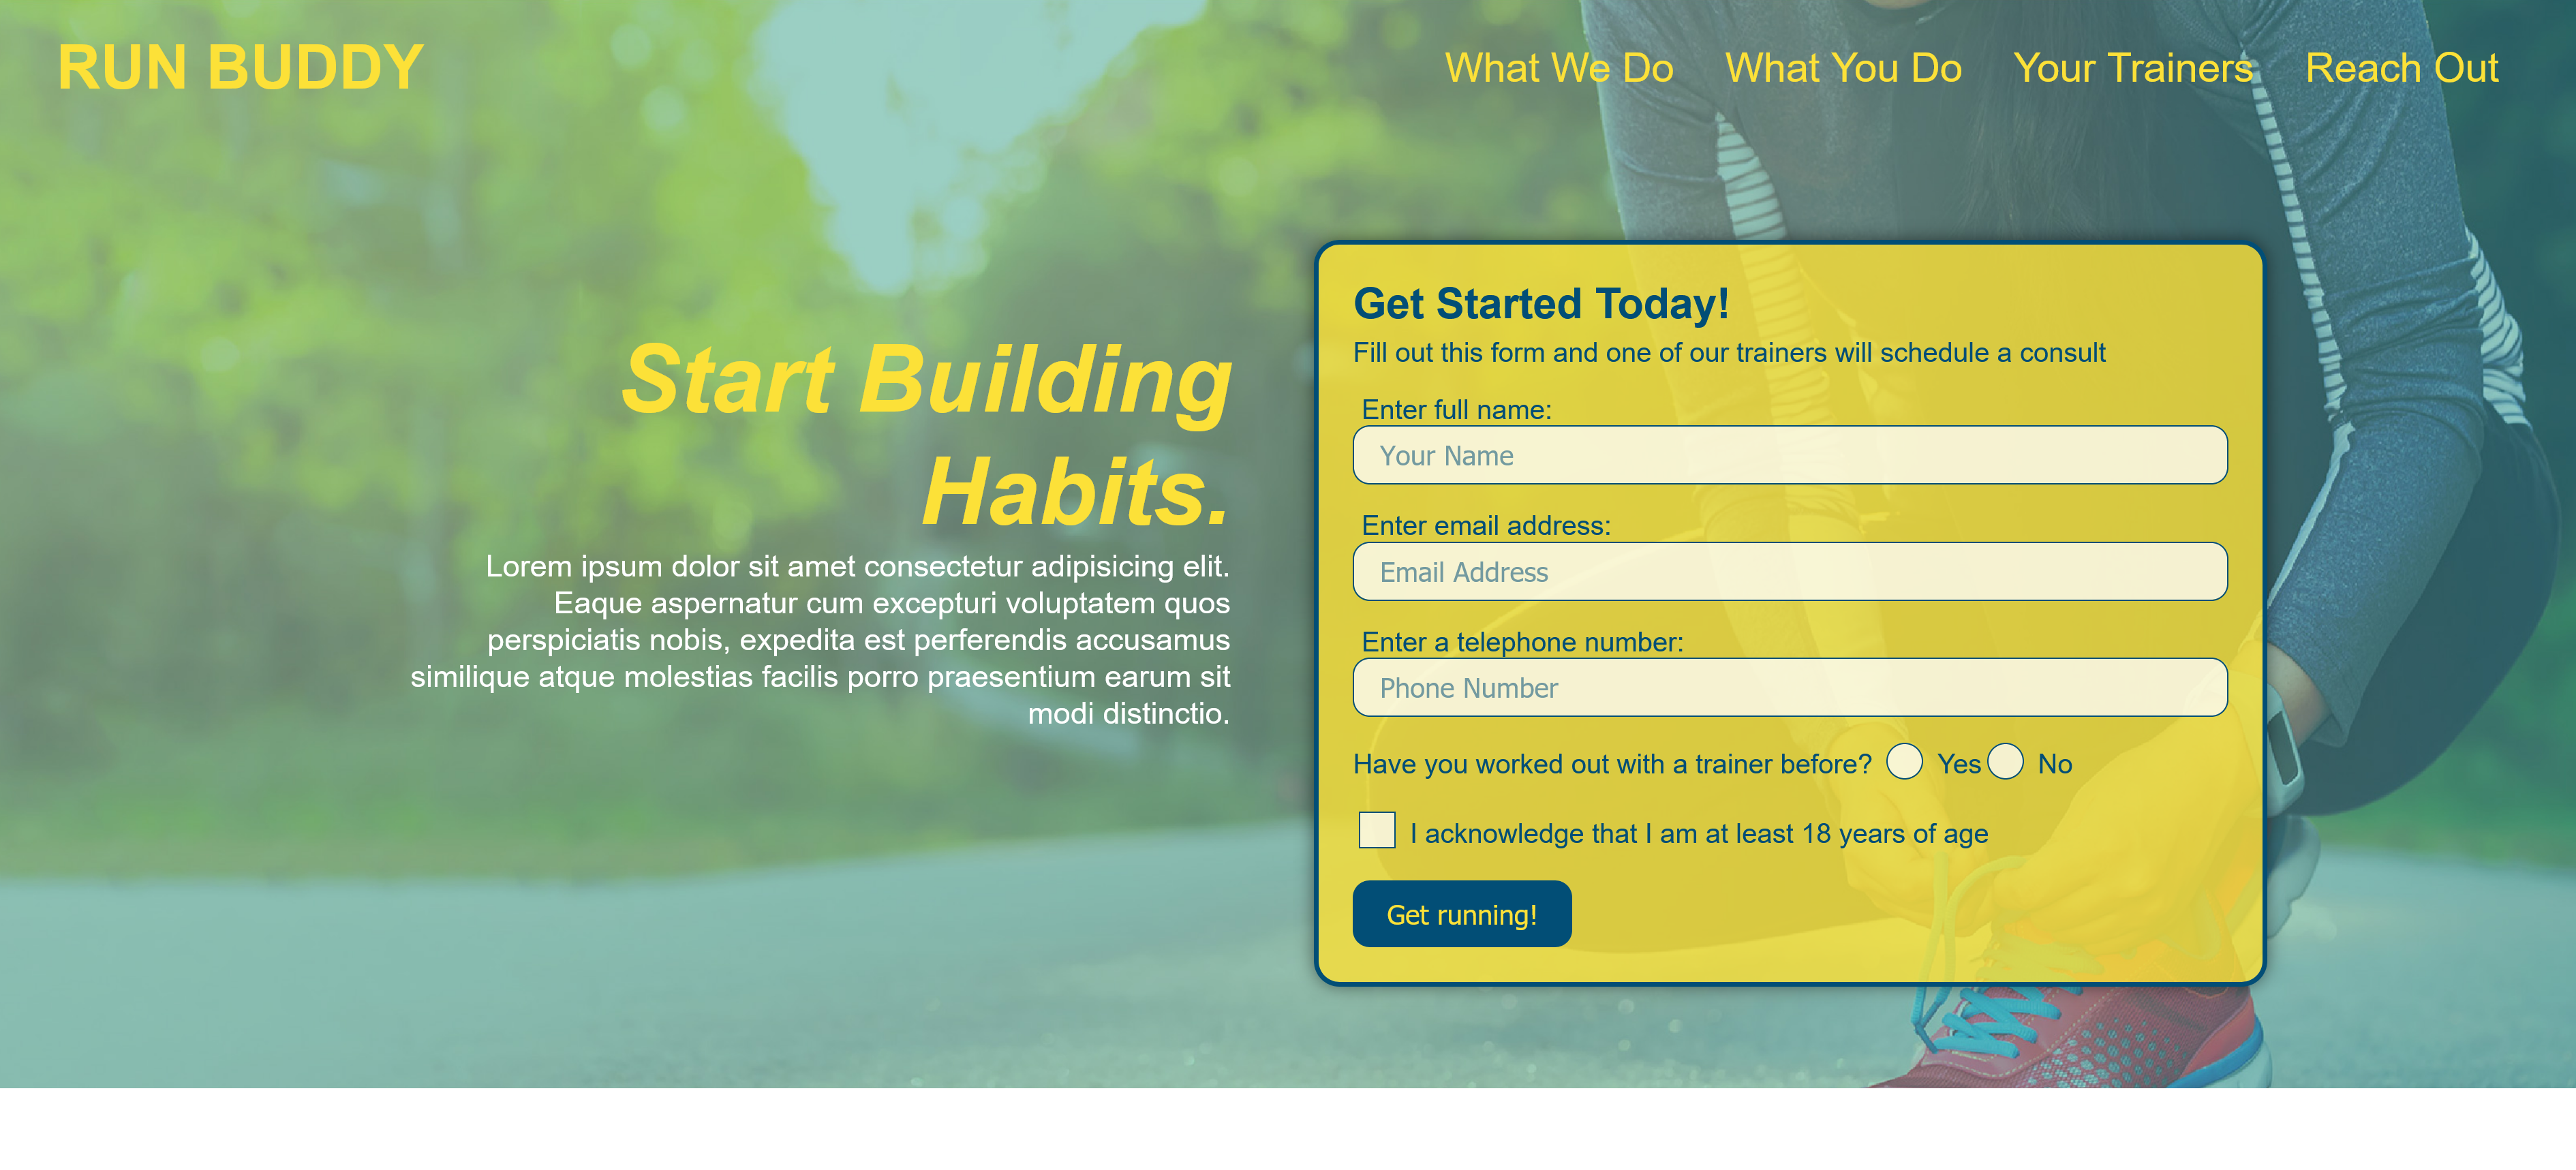 RUN BUDDY
What We Do
What You Do
Your Trainers
Reach Out
Start Building
Habits.
Lorem ipsum dolor sit amet consectetur adipisicing elit.
Eaque aspernatur cum excepturi voluptatem quos
perspiciatis nobis, expedita est perferendis accusamus
similique atque molestias facilis porro praesentium earum sit
modi distinctio.
Get Started Today!
Fill out this form and one of our trainers will schedule a consult
Enter full name:
Your Name
Enter email address:
Email Address
Enter a telephone number:
Phone Number
Have you worked out with a trainer before? Yes No
I acknowledge that I am at least 18 years of age
Get running!